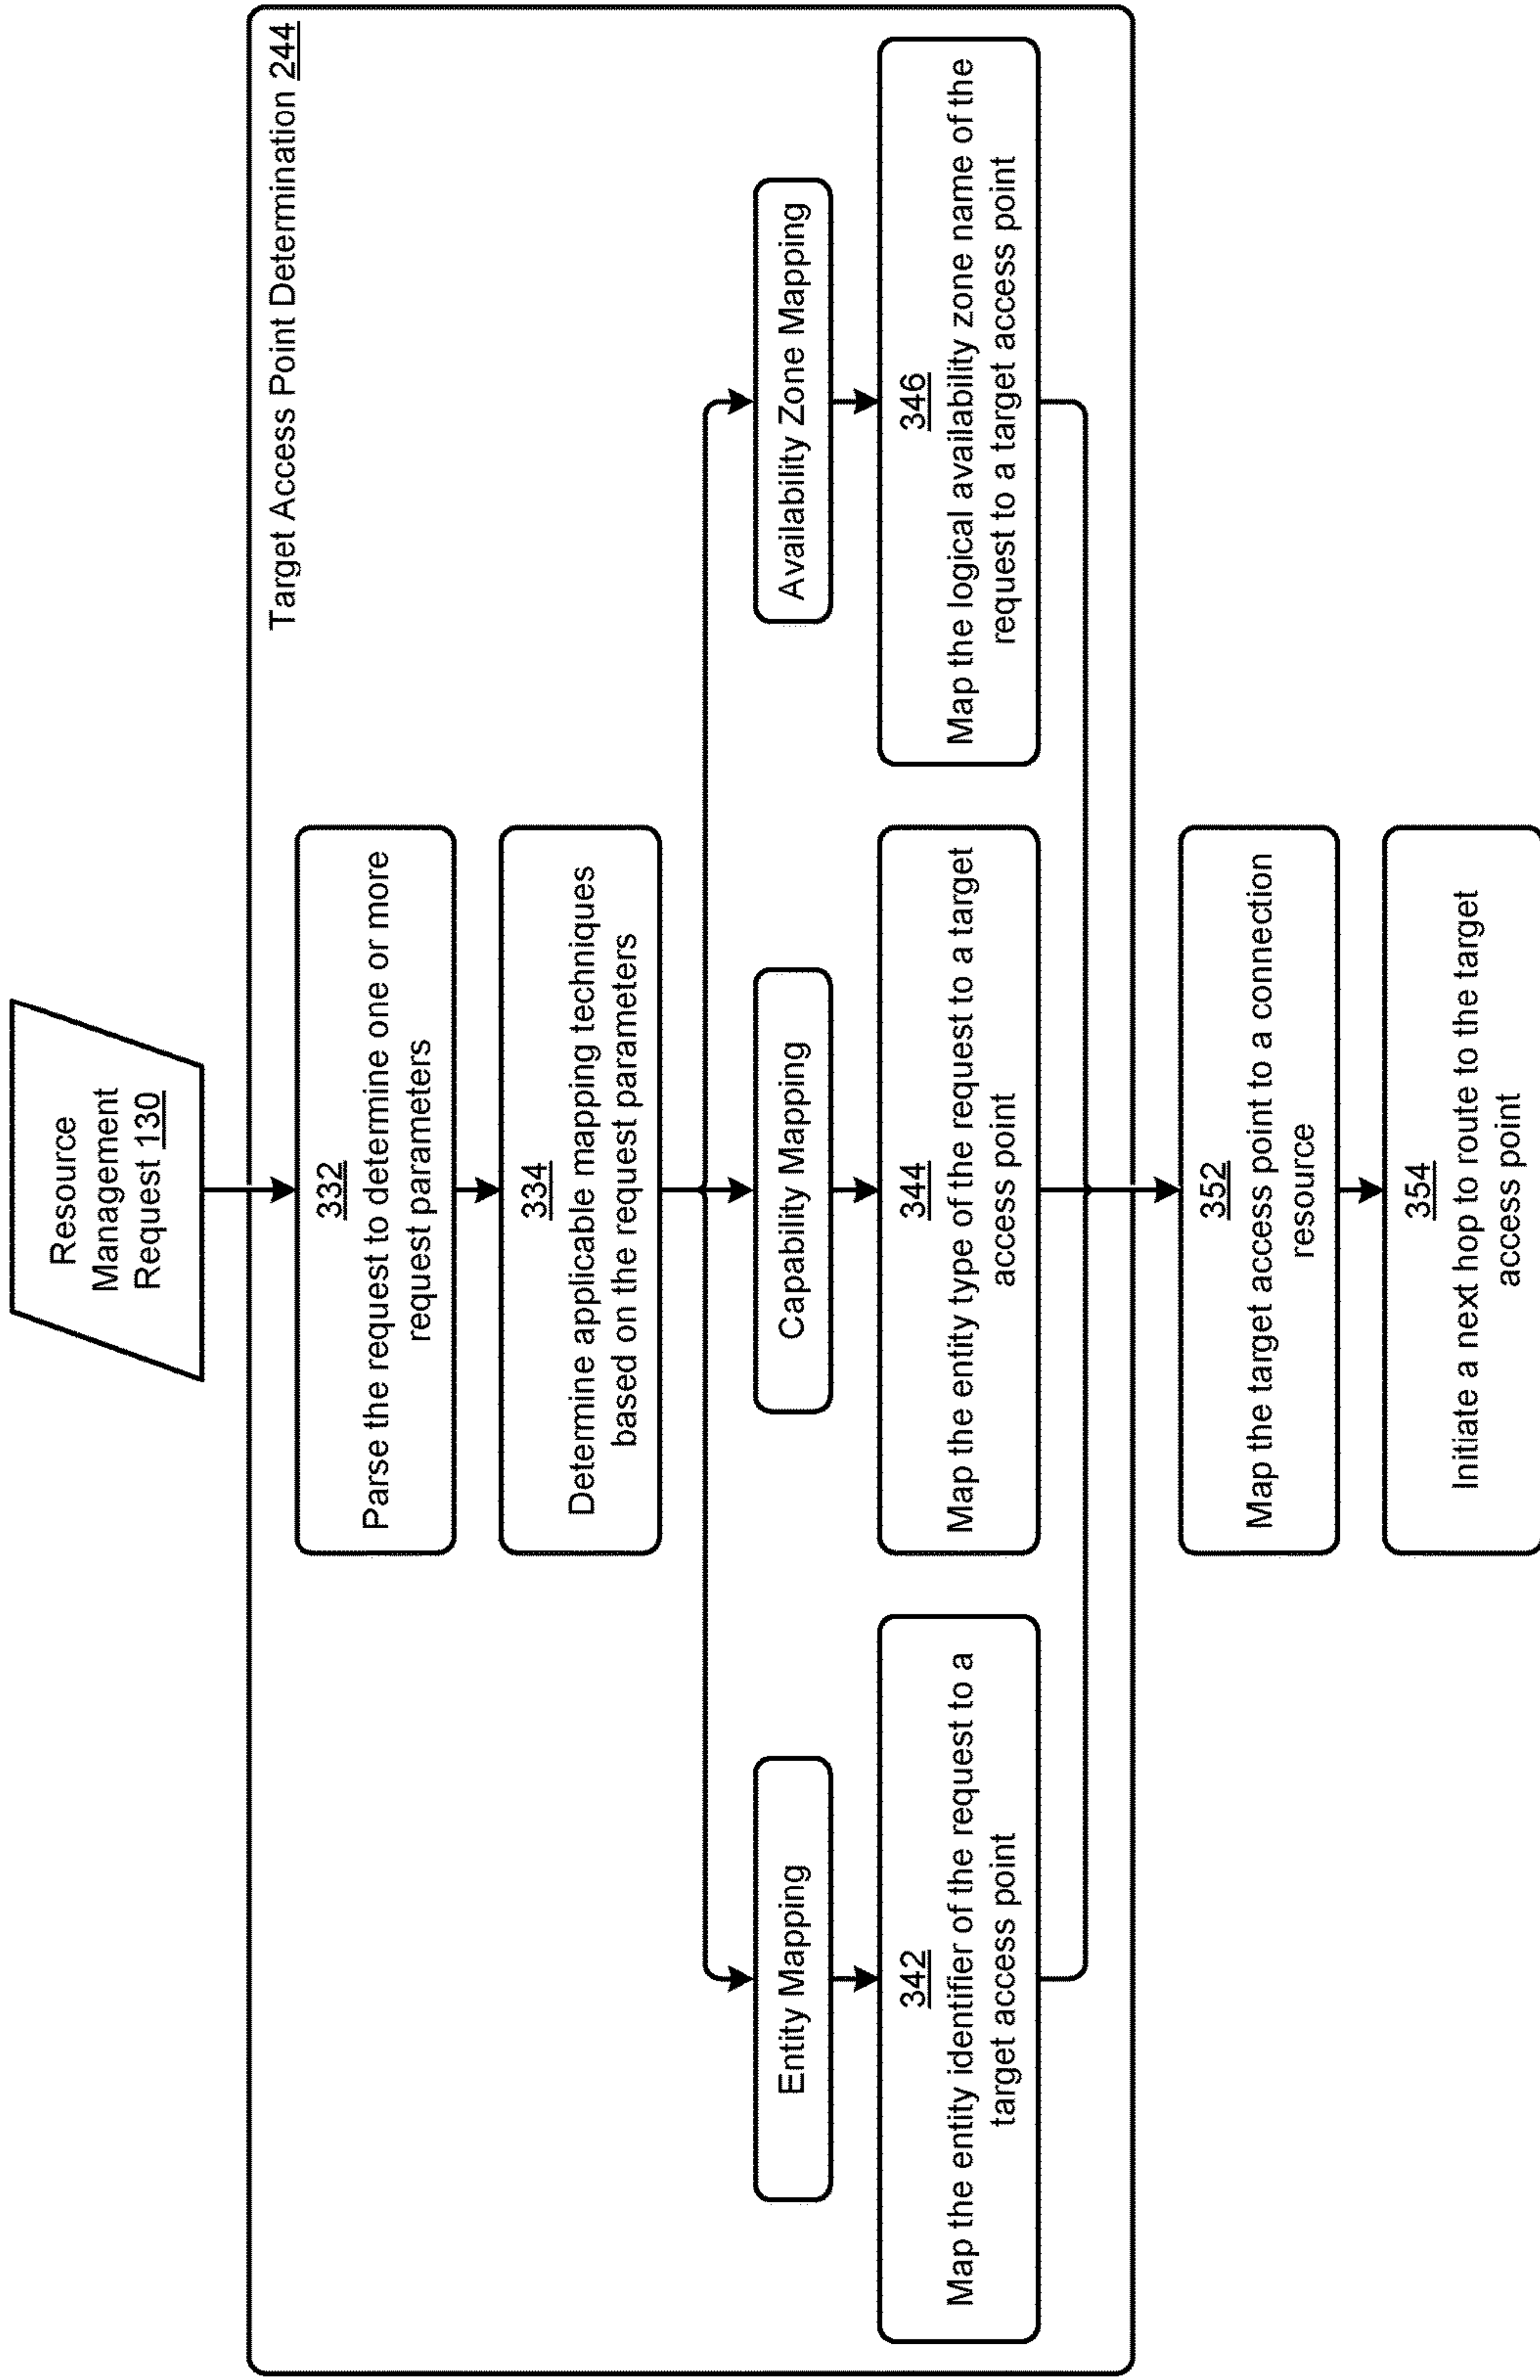 Resource
Management
Request 130
Target Access Point Determination 244
332
Parse the request to determine one or more
request parameters
334
Determine applicable mapping techniques
based on the request parameters
Entity Mapping
Capability Mapping
Availability Zone Mapping
342
Map the entity identifier of the request to a
target access point
344
Map the entity type of the request to a target
access point
346
Map the logical availability zone name of the
request to a target access point
352
Map the target access point to a connection
resource
354
Initiate a next hop to route to the target
access point